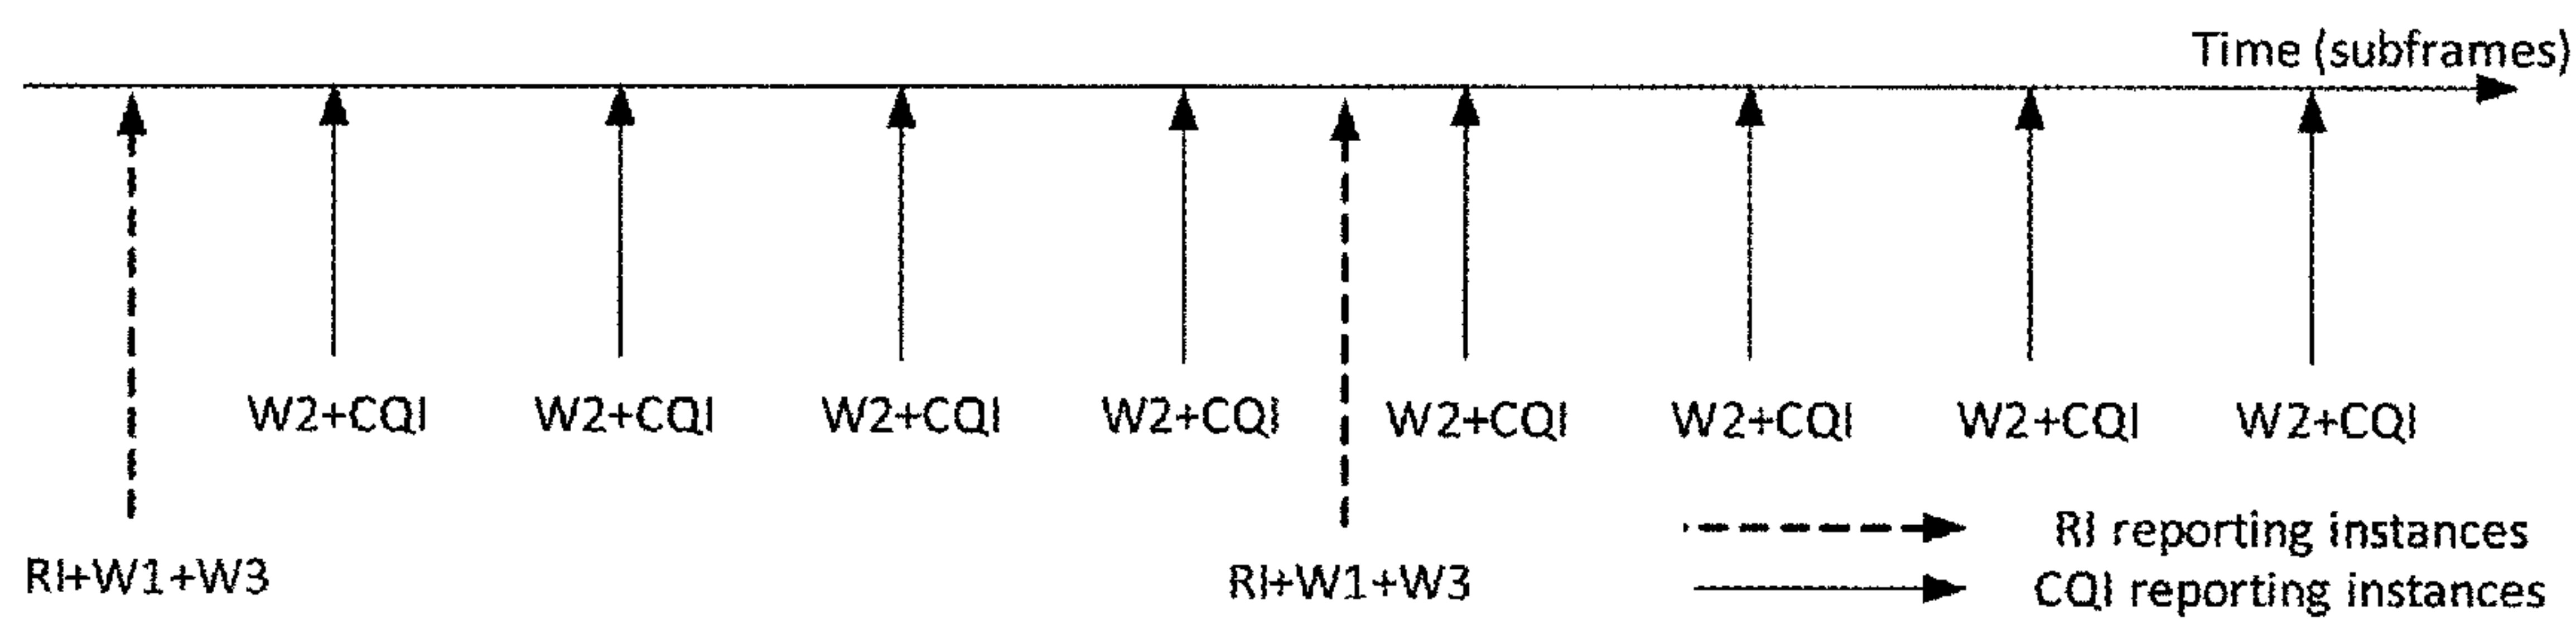 Time (subframes)
W2+CQI W2+CQI W2+CQI W2+CQI W2+CQI W2+CQI W2+CQI W2+CQI
RI+W1+W3 RI+W1+W3
RI reporting instances
CQI reporting instances